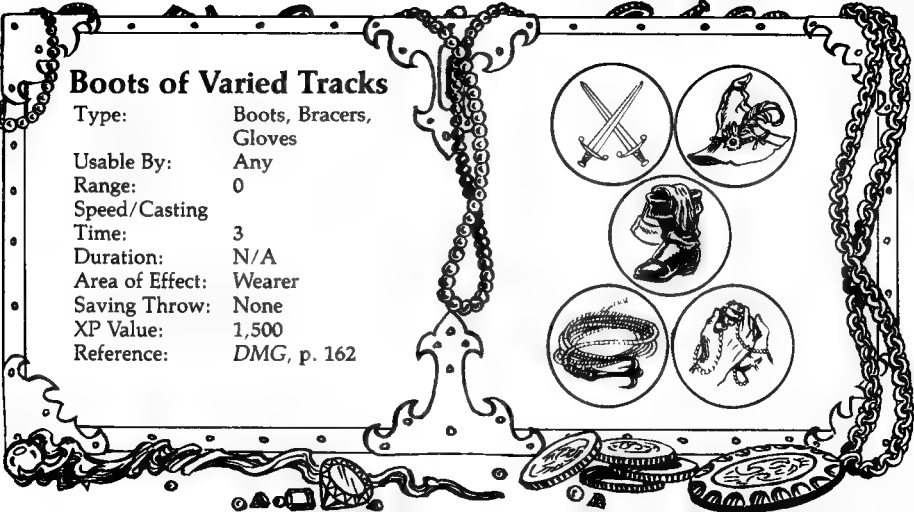 Boots of Varied Tracks
Type: Boots, Bracers,
Gloves
Usable By: Any
Range: 0
Speed/Casting
Time: 3
Duration: N/A
Area of Effect: Wearer
Saving Throw: None
XP Value: 1,500
Reference: DMG, p. 162